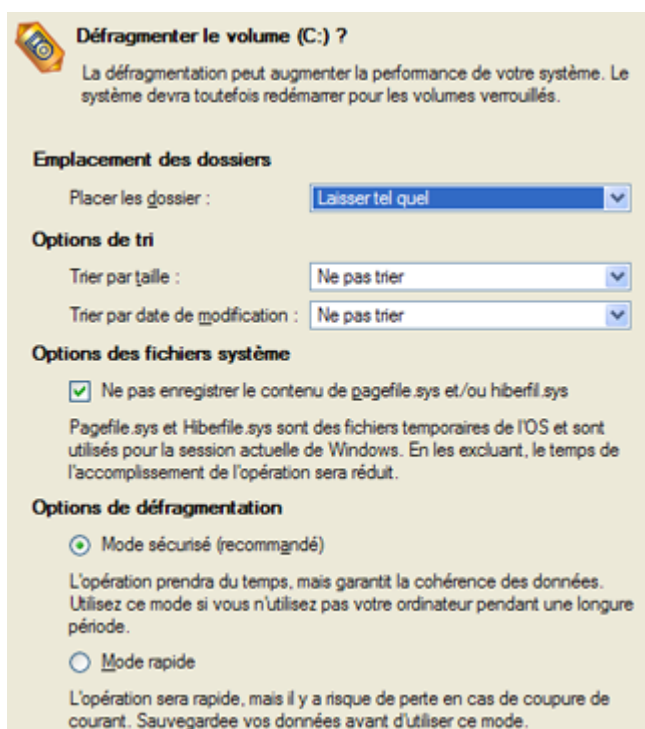 Défragmenter le volume (C:) ?
La défragmentation peut augmenter la performance de votre système. Le
système devra toutefois redémarrer pour les volumes verrouillés.
Emplacement des dossiers
Placer les dossier :
Laisser tel quel
Options de tri
Trier par taille :
Ne pas trier
Trier par date de modification :
Ne pas trier
Options des fichiers système
Ne pas enregistrer le contenu de pagefile.sys et/ou hiberfil.sys
Pagefile.sys et Hiberfile.sys sont des fichiers temporaires de l'OS et sont
utilisés pour la session actuelle de Windows. En les excluant, le temps de
l'accomplissement de l'opération sera réduit.
Options de défragmentation
Mode sécurisé (recommandé)
L'opération prendra du temps, mais garantit la cohérence des données.
Utilisez ce mode si vous n'utilisez pas votre ordinateur pendant une longure
période.
Mode rapide
L'opération sera rapide, mais il y a risque de perte en cas de coupure de
courant. Sauvegardee vos données avant d'utiliser ce mode.